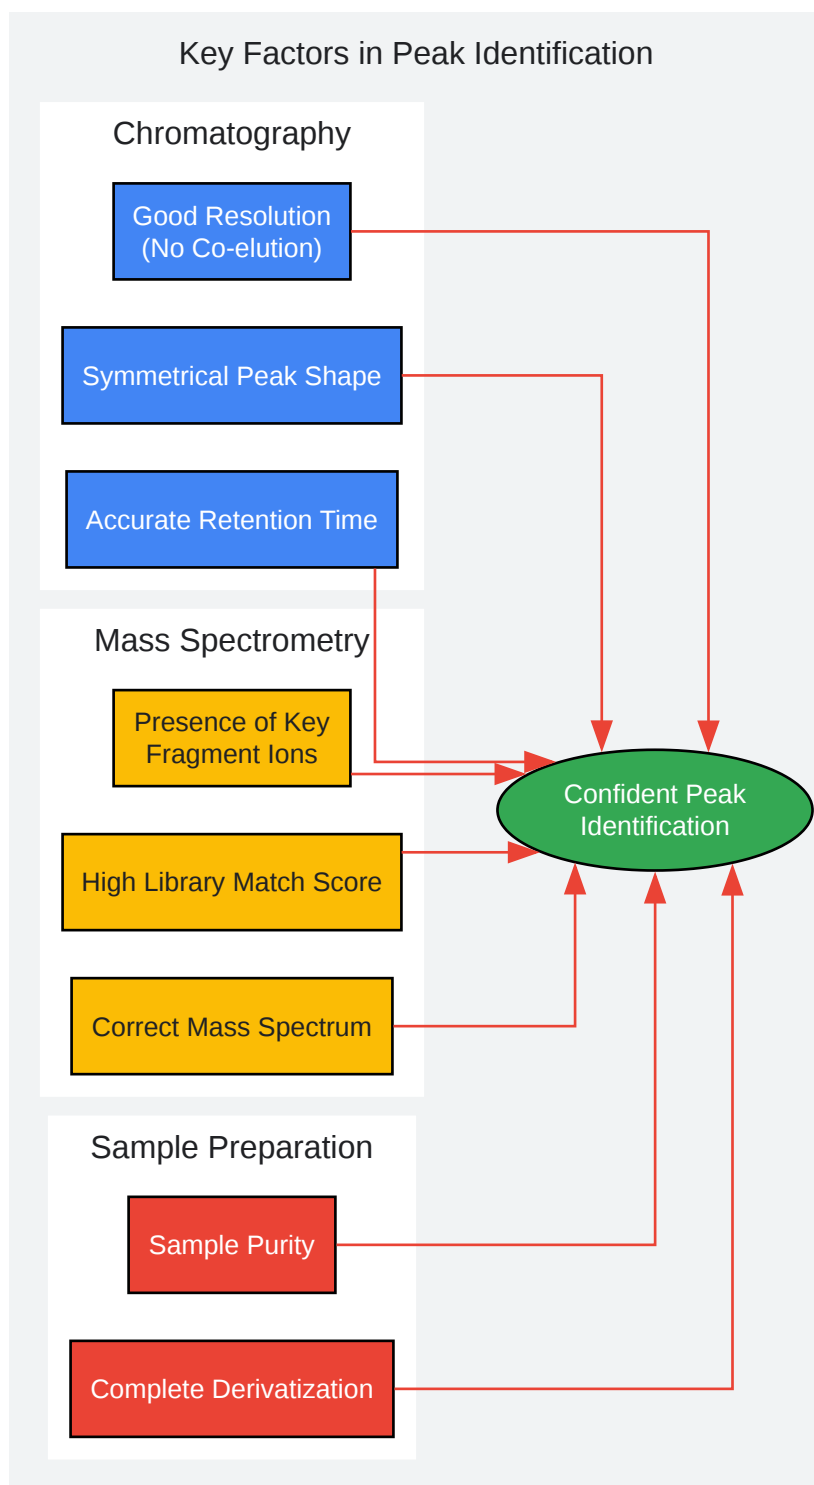 Key Factors in Peak Identification
Chromatography
Good Resolution
(No Co-elution)
Symmetrical Peak Shape
Accurate Retention Time
Mass Spectrometry
Presence of Key
Fragment Ions
High Library Match Score
Correct Mass Spectrum
Sample Preparation
Sample Purity
Complete Derivatization
Confident Peak
Identification